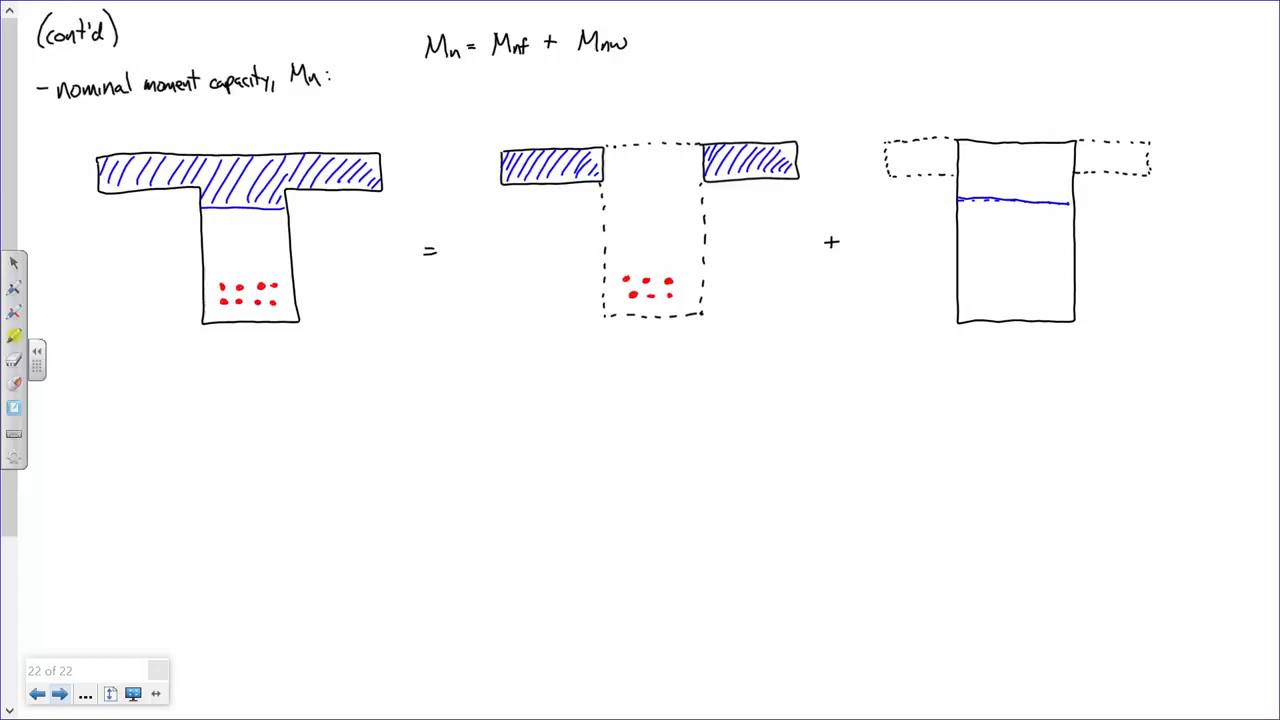 (cont'd)
Mn = Mnf + Mnw
- nominal moment capacity, Mn:
=
+
22 of 22
...